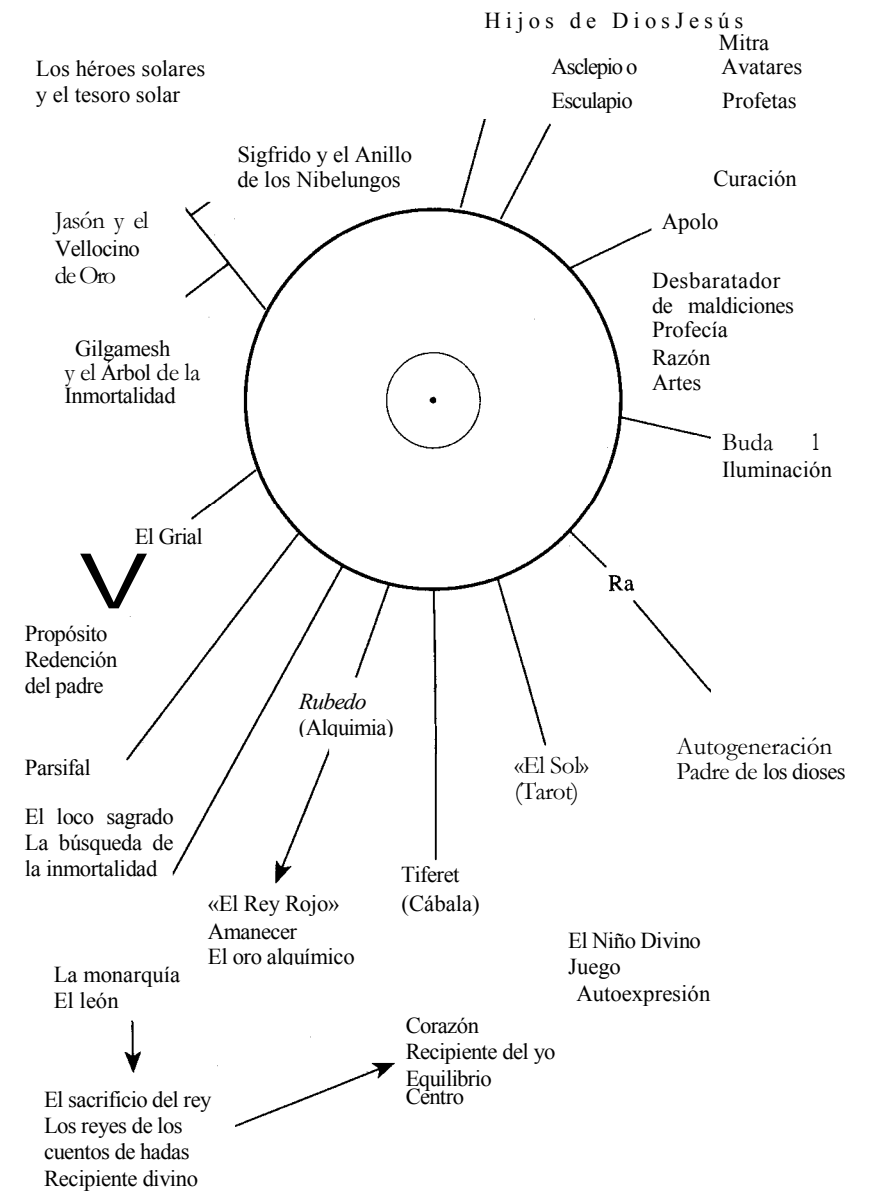 Hijos de DiosJesús
Mitra
Los héroes solares
y el tesoro solar
Asclepio o
Esculapio
Avatares
Profetas
Sigfrido y el Anillo
de los Nibelungos
Curación
Jasón y el
Vellocino
de Oro
Apolo
Desbaratador
de maldiciones
Profecía
Razón
Artes
Gilgamesh
y el Árbol de la
Inmortalidad
Buda 1
Iluminación
El Grial
V
Ra
Propósito
Redención
del padre
Rubedo
(Alquimia)
Parsifal
«El Sol»
(Tarot)
Autogeneración
Padre de los dioses
El loco sagrado
La búsqueda de
la inmortalidad
«El Rey Rojo»
Amanecer
El oro alquímico
Tiferet
(Cábala)
El Niño Divino
Juego
Autoexpresión
La monarquía
El león
Corazón
Recipiente del yo
Equilibrio
Centro
El sacrificio del rey
Los reyes de los
cuentos de hadas
Recipiente divino